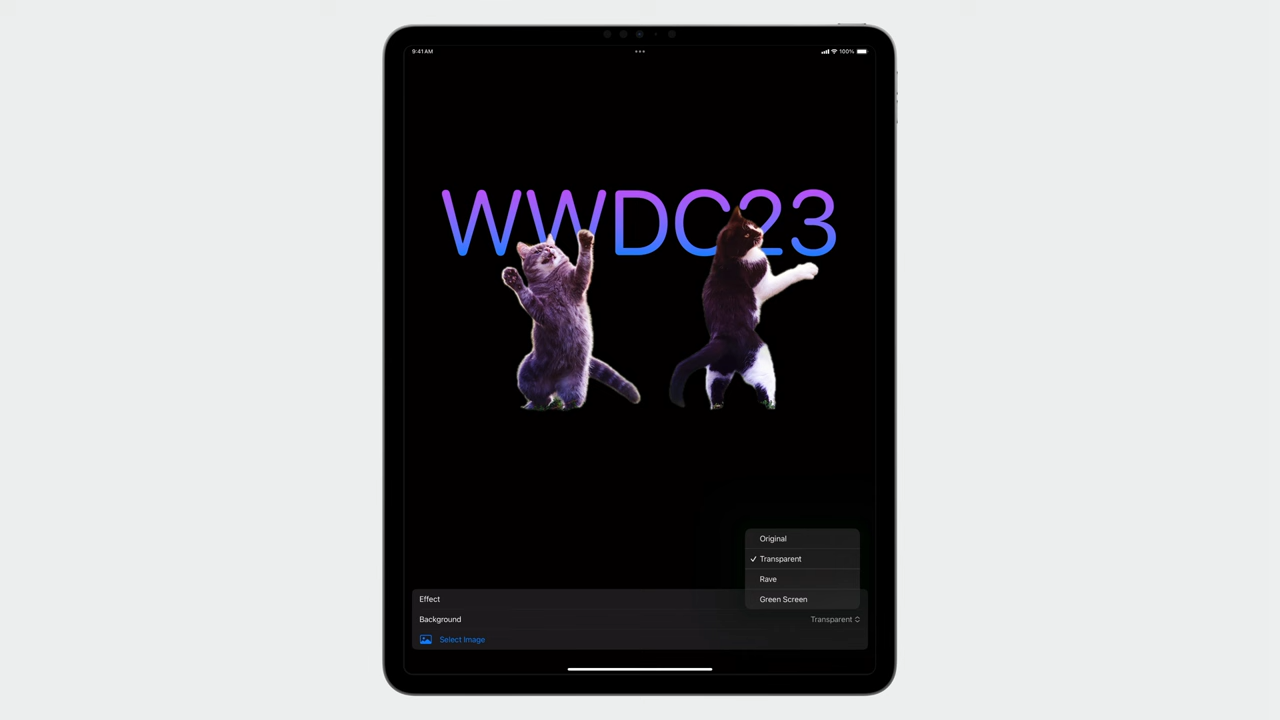 9:41 AM
100%
WWDC23
Original
Transparent
Rave
Green Screen
Effect
Background
Transparent
Select Image